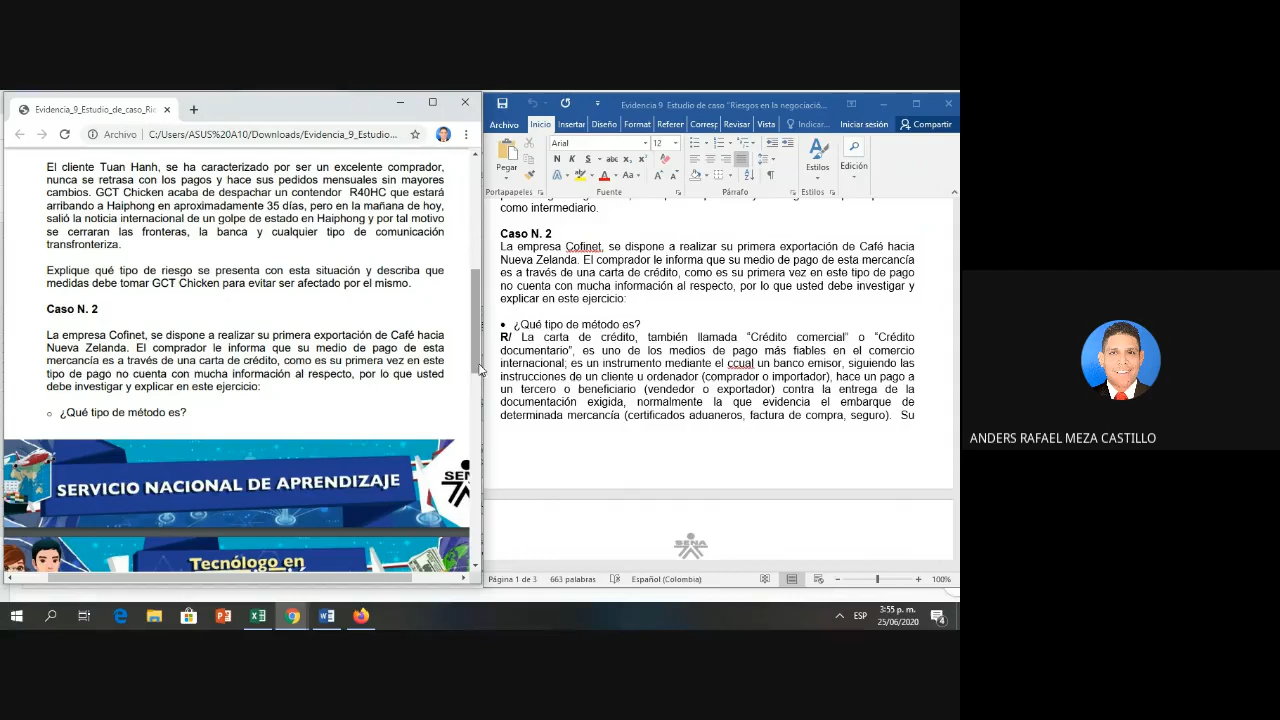 Evidencia_9_Estudio_de_caso_Ri
Archivo
C:/Users/ASUS%20A10/Downloads/Evidencia_9_Estudio...
El cliente Tuan Hanh, se ha caracterizado por ser un excelente comprador,
nunca se retrasa con los pagos y hace sus pedidos mensuales sin mayores
cambios. GCT Chicken acaba de despachar un contendor R40HC que estará
arribando a Haiphong en aproximadamente 35 días, pero en la mañana de hoy,
salió la noticia internacional de un golpe de estado en Haiphong y por tal motivo
se cerraran las fronteras, la banca y cualquier tipo de comunicación
transfronteriza.
Explique qué tipo de riesgo se presenta con esta situación y describa que
medidas debe tomar GCT Chicken para evitar ser afectado por el mismo.
Caso N. 2
La empresa Cofinet, se dispone a realizar su primera exportación de Café hacia
Nueva Zelanda. El comprador le informa que su medio de pago de esta
mercancía es a través de una carta de crédito, como es su primera vez en este
tipo de pago no cuenta con mucha información al respecto, por lo que usted
debe investigar y explicar en este ejercicio:
¿Qué tipo de método es?
SERVICIO NACIONAL DE APRENDIZAJE
SEN
Tecnólogo en
Evidencia 9 Estudio de caso "Riesgos en la negociació...
Archivo Inicio Insertar Diseño Format Referer Corresp Revisar Vista Indicar... Iniciar sesión Compartir
Arial 12
Pegar
N K S abc
Aa
Estilos
Edición
Portapapeles Fuente Párrafo Estilos
como intermediario.
Caso N. 2
La empresa Cofinet, se dispone a realizar su primera exportación de Café hacia
Nueva Zelanda. El comprador le informa que su medio de pago de esta mercancía
es a través de una carta de crédito, como es su primera vez en este tipo de pago
no cuenta con mucha información al respecto, por lo que usted debe investigar y
explicar en este ejercicio:
• ¿Qué tipo de método es?
R/ La carta de crédito, también llamada “Crédito comercial” o “Crédito
documentario”, es uno de los medios de pago más fiables en el comercio
internacional; es un instrumento mediante el ccual un banco emisor, siguiendo las
instrucciones de un cliente u ordenador (comprador o importador), hace un pago a
un tercero o beneficiario (vendedor o exportador) contra la entrega de la
documentación exigida, normalmente la que evidencia el embarque de
determinada mercancía (certificados aduaneros, factura de compra, seguro). Su
SENA
Página 1 de 3 663 palabras Español (Colombia) 100%
ESP
3:55 p. m.
25/06/2020
4
ANDERS RAFAEL MEZA CASTILLO